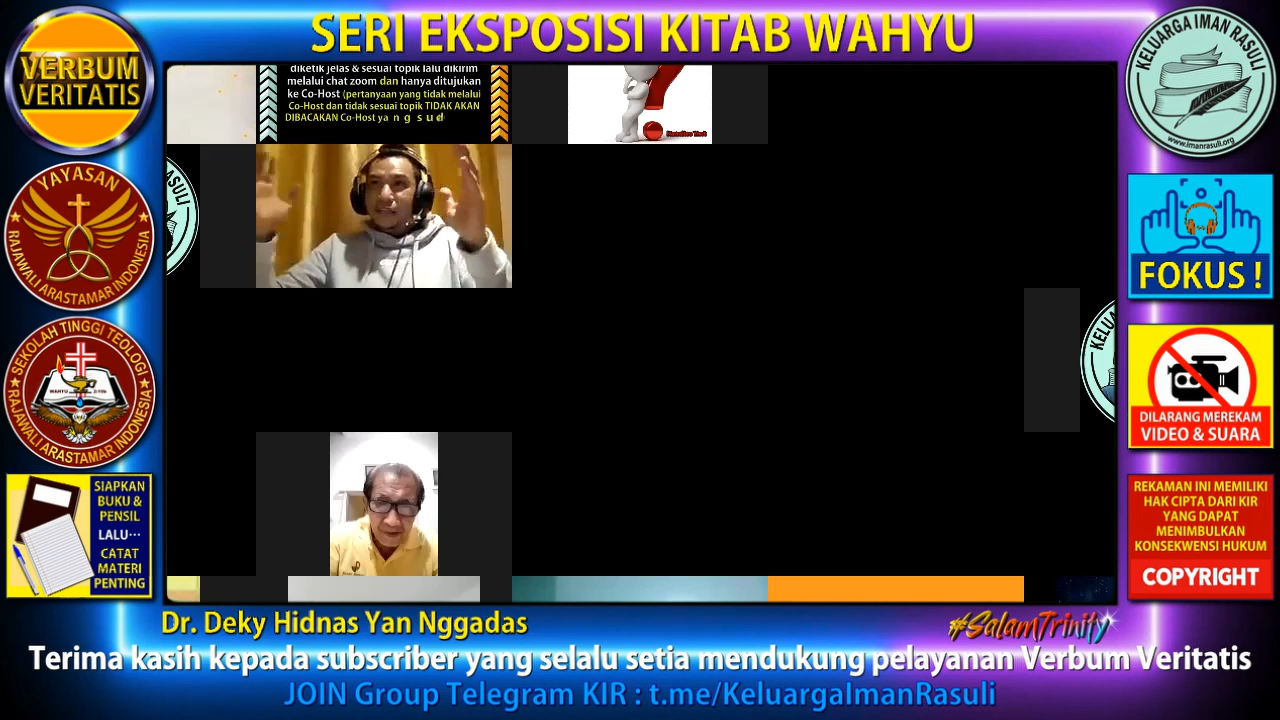 SERI EKSPOSISI KITAB WAHYU
VERBUM
VERITATIS
KELUARGA IMAN RASULI
www.imanrasuli.org
diketik jelas & sesuai topik lalu dikirim
melalui chat zoom dan hanya ditujukan
ke Co-Host (pertanyaan yang tidak melalui
Co-Host dan tidak sesuai topik TIDAK AKAN
DIBACAKAN Co-Host ya n g s u d
YAYASAN
RAJAWALI ARASTAMAR INDONESIA
RASULI
FOKUS !
SEKOLAH TINGGI TEOLOGI
WAHYU
RAJAWALI ARASTAMAR INDONESIA
DILARANG MEREKAM
VIDEO & SUARA
SIAPKAN
BUKU &
PENSIL
LALU...
CATAT
MATERI
PENTING
REKAMAN INI MEMILIKI
HAK CIPTA DARI KIR
YANG DAPAT
MENIMBULKAN
KONSEKWENSI HUKUM
COPYRIGHT
Dr. Deky Hidnas Yan Nggadas
#SalamTrinity
Terima kasih kepada subscriber yang selalu setia mendukung pelayanan Verbum Veritatis
JOIN Group Telegram KIR : t.me/KeluargaImanRasuli